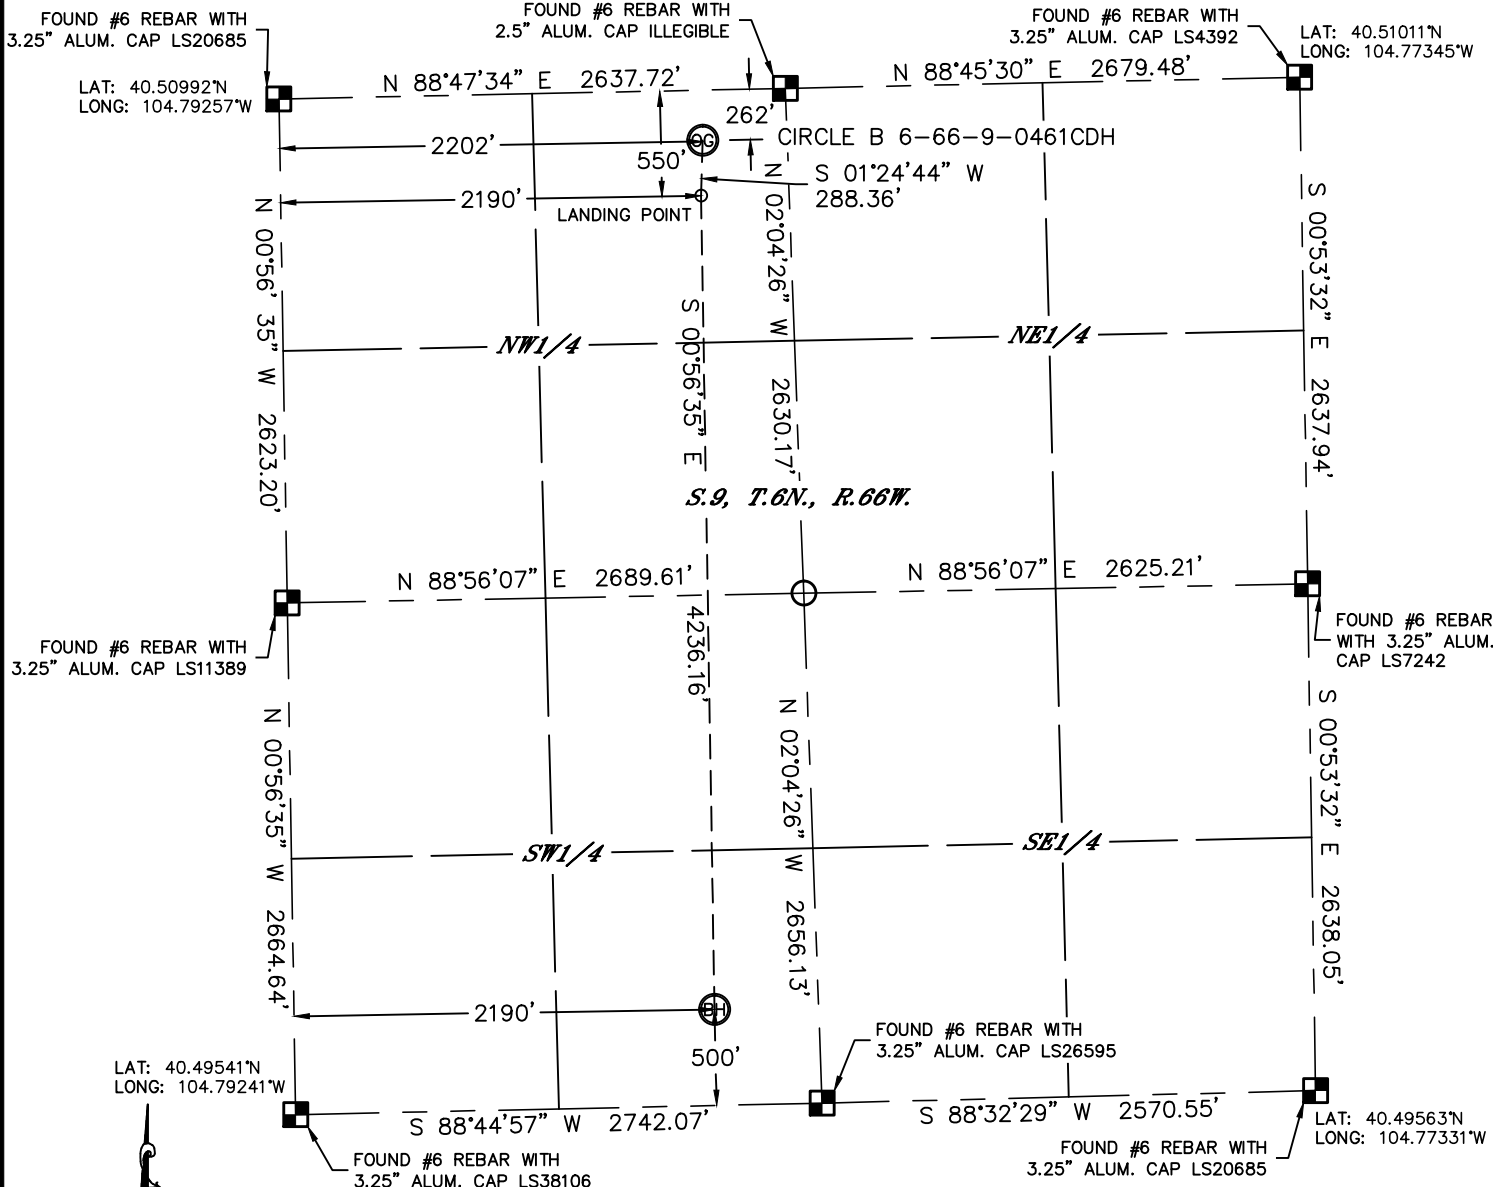 FOUND #6 REBAR WITH
3.25" ALUM. CAP LS20685
FOUND #6 REBAR WITH
2.5" ALUM. CAP ILLEGIBLE
FOUND #6 REBAR WITH
3.25" ALUM. CAP LS4392
LAT: 40.51011°N
LONG: 104.77345°W
LAT: 40.50992°N
LONG: 104.79257°W
N 88°47'34" E 2637.72'
N 88°45'30" E 2679.48'
262'
OG
CIRCLE B 6-66-9-0461CDH
2202'
550'
S 01°24'44" W
288.36'
2190'
LANDING POINT
N 00°56' 35" W 2623.20'
S 00°56'35" E 4236.16'
N 02°04'26" W 2630.17'
S 00°53'32" E 2637.94'
NW1/4
NE1/4
S.9, T.6N., R.66W.
N 88°56'07" E 2689.61'
N 88°56'07" E 2625.21'
FOUND #6 REBAR WITH
3.25" ALUM. CAP LS11389
FOUND #6 REBAR
WITH 3.25" ALUM.
CAP LS7242
N 00°56'35" W 2664.64'
N 02°04'26" W 2656.13'
S 00°53'32" E 2638.05'
SW1/4
SE1/4
2190'
BH
500'
FOUND #6 REBAR WITH
3.25" ALUM. CAP LS26595
LAT: 40.49541°N
LONG: 104.79241°W
S 88°44'57" W 2742.07'
S 88°32'29" W 2570.55'
LAT: 40.49563°N
LONG: 104.77331°W
FOUND #6 REBAR WITH
3.25" ALUM. CAP LS20685
FOUND #6 REBAR WITH
3.25" ALUM. CAP LS38106